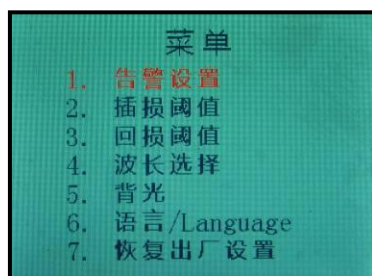 菜单
1. 告警设置
2. 插损阈值
3. 回损阈值
4. 波长选择
5. 背光
6. 语言/Language
7. 恢复出厂设置